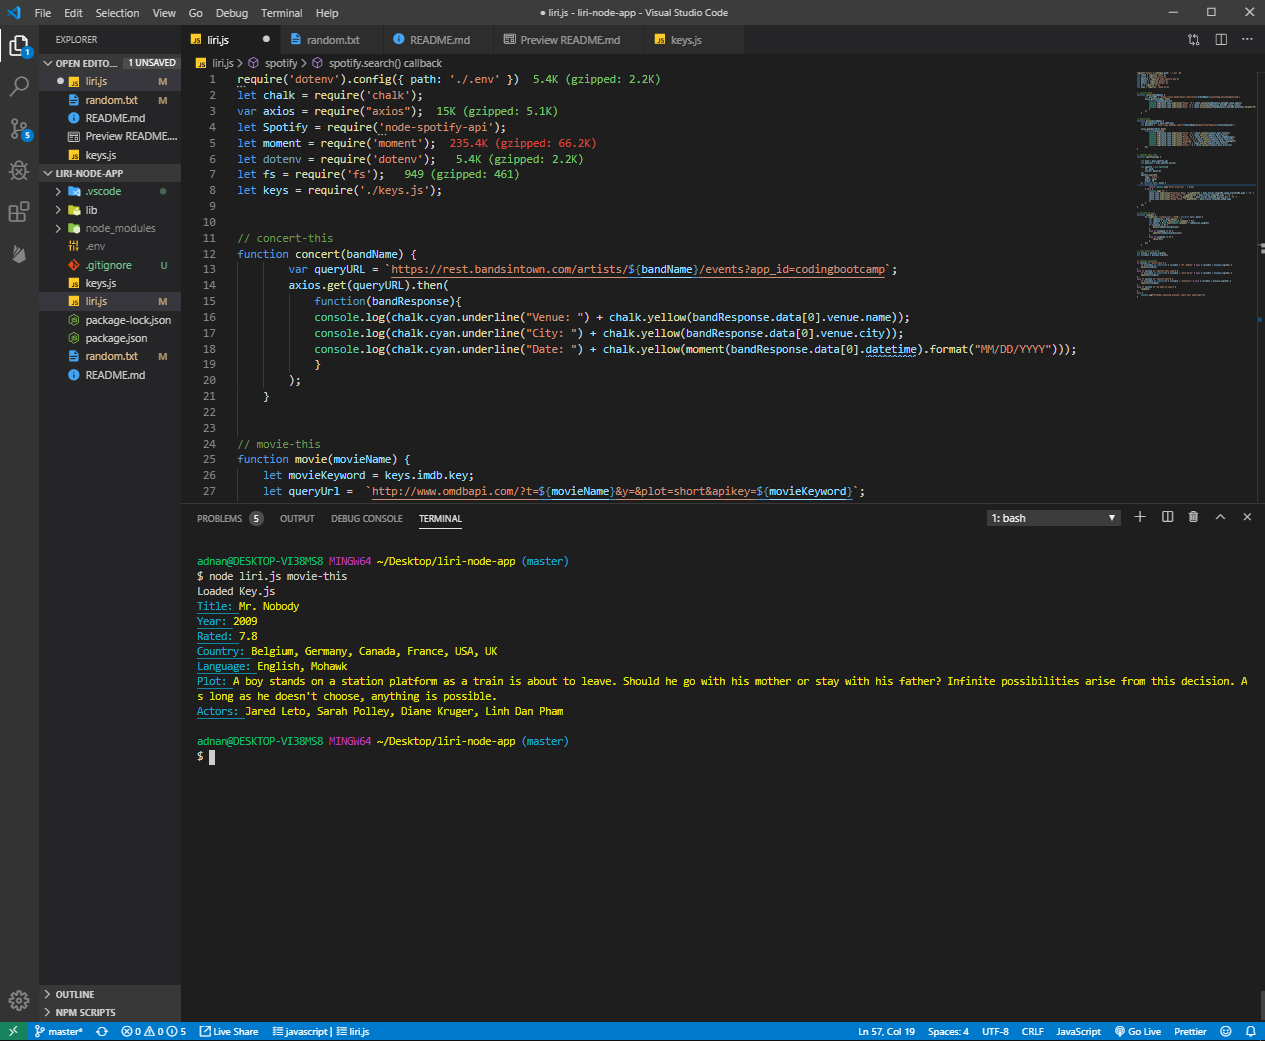 File Edit Selection View Go Debug Terminal Help
● liri.js - liri-node-app - Visual Studio Code
EXPLORER
OPEN EDITO... 1 UNSAVED
liri.js M
random.txt M
README.md
Preview README....
keys.js
LIRI-NODE-APP
.vscode
lib
node_modules
.env
.gitignore U
keys.js
liri.js M
package-lock.json
package.json
random.txt M
README.md
OUTLINE
NPM SCRIPTS
1
5
liri.js ● random.txt README.md Preview README.md keys.js
liri.js > spotify > spotify.search() callback
1 require('dotenv').config({ path: './.env' }) 5.4K (gzipped: 2.2K)
2 let chalk = require('chalk');
3 var axios = require("axios"); 15K (gzipped: 5.1K)
4 let Spotify = require('node-spotify-api');
5 let moment = require('moment'); 235.4K (gzipped: 66.2K)
6 let dotenv = require('dotenv'); 5.4K (gzipped: 2.2K)
7 let fs = require('fs'); 949 (gzipped: 461)
8 let keys = require('./keys.js');
9
10
11 // concert-this
12 function concert(bandName) {
13 var queryURL = `https://rest.bandsintown.com/artists/${bandName}/events?app_id=codingbootcamp`;
14 axios.get(queryURL).then(
15 function(bandResponse){
16 console.log(chalk.cyan.underline("Venue: ") + chalk.yellow(bandResponse.data[0].venue.name));
17 console.log(chalk.cyan.underline("City: ") + chalk.yellow(bandResponse.data[0].venue.city));
18 console.log(chalk.cyan.underline("Date: ") + chalk.yellow(moment(bandResponse.data[0].datetime).format("MM/DD/YYYY")));
19 }
20 );
21 }
22
23
24 // movie-this
25 function movie(movieName) {
26 let movieKeyword = keys.imdb.key;
27 let queryUrl = `http://www.omdbapi.com/?t=${movieName}&y=&plot=short&apikey=${movieKeyword}`;
PROBLEMS 5 OUTPUT DEBUG CONSOLE TERMINAL 1: bash
adnan@DESKTOP-VI38MS8 MINGW64 ~/Desktop/liri-node-app (master)
$ node liri.js movie-this
Loaded Key.js
Title: Mr. Nobody
Year: 2009
Rated: 7.8
Country: Belgium, Germany, Canada, France, USA, UK
Language: English, Mohawk
Plot: A boy stands on a station platform as a train is about to leave. Should he go with his mother or stay with his father? Infinite possibilities arise from this decision. A
s long as he doesn't choose, anything is possible.
Actors: Jared Leto, Sarah Polley, Diane Kruger, Linh Dan Pham
adnan@DESKTOP-VI38MS8 MINGW64 ~/Desktop/liri-node-app (master)
$
master* 0 0 5 Live Share javascript | liri.js Ln 57, Col 19 Spaces: 4 UTF-8 CRLF JavaScript Go Live Prettier